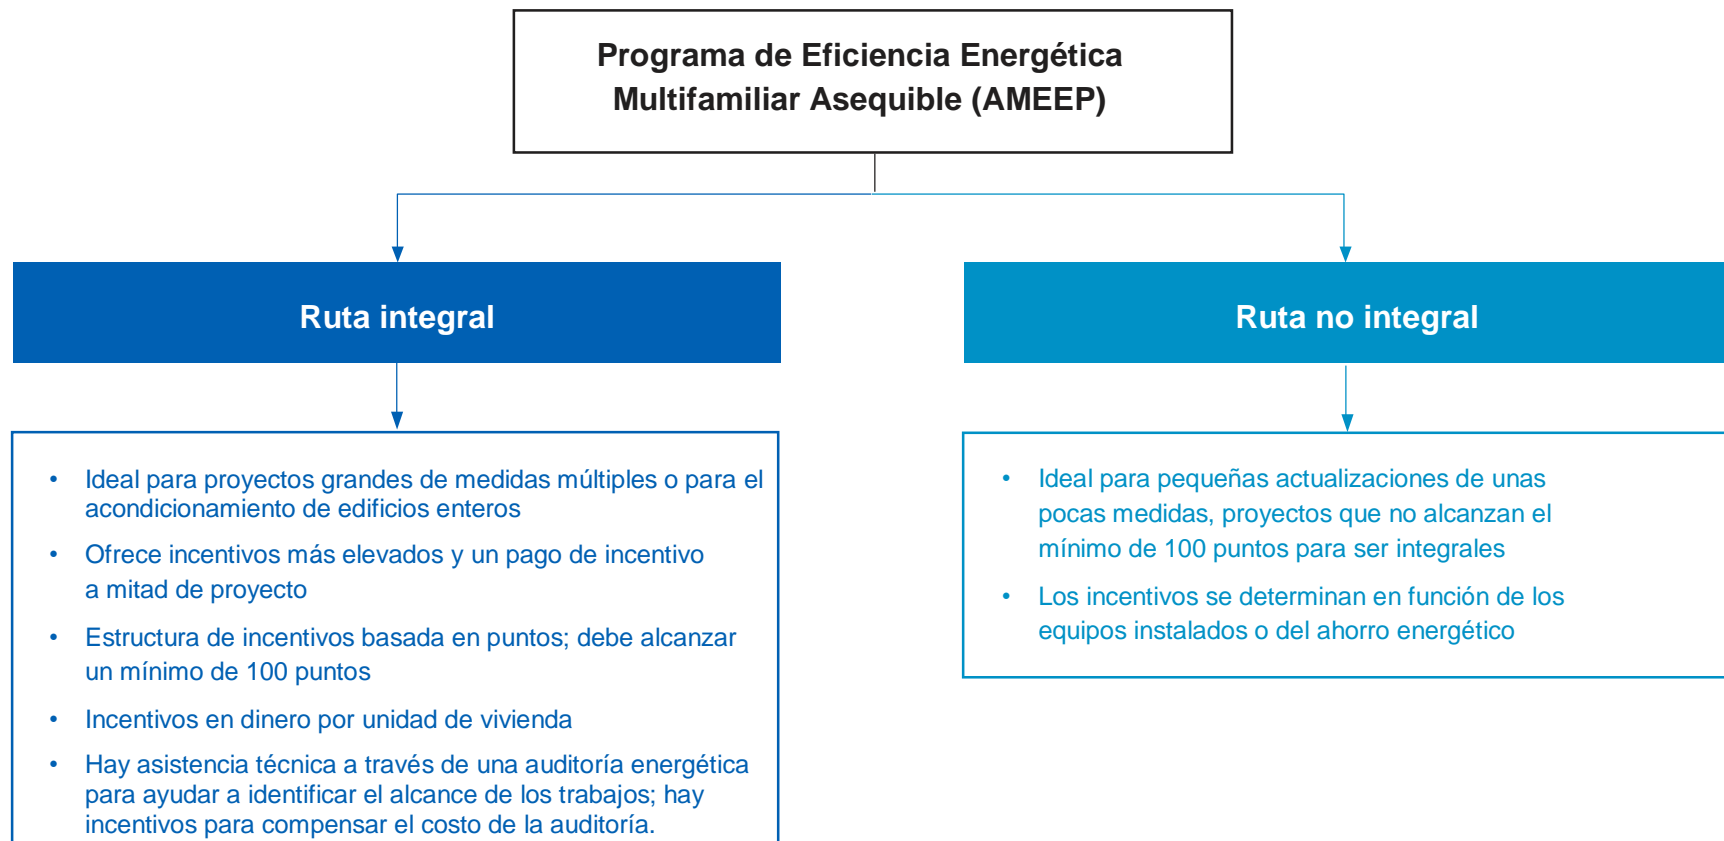 Programa de Eficiencia Energética
Multifamiliar Asequible (AMEEP)
Ruta integral
• Ideal para proyectos grandes de medidas múltiples o para el
acondicionamiento de edificios enteros
• Ofrece incentivos más elevados y un pago de incentivo
a mitad de proyecto
• Estructura de incentivos basada en puntos; debe alcanzar
un mínimo de 100 puntos
• Incentivos en dinero por unidad de vivienda
• Hay asistencia técnica a través de una auditoría energética
para ayudar a identificar el alcance de los trabajos; hay
incentivos para compensar el costo de la auditoría.
Ruta no integral
• Ideal para pequeñas actualizaciones de unas
pocas medidas, proyectos que no alcanzan el
mínimo de 100 puntos para ser integrales
• Los incentivos se determinan en función de los
equipos instalados o del ahorro energético